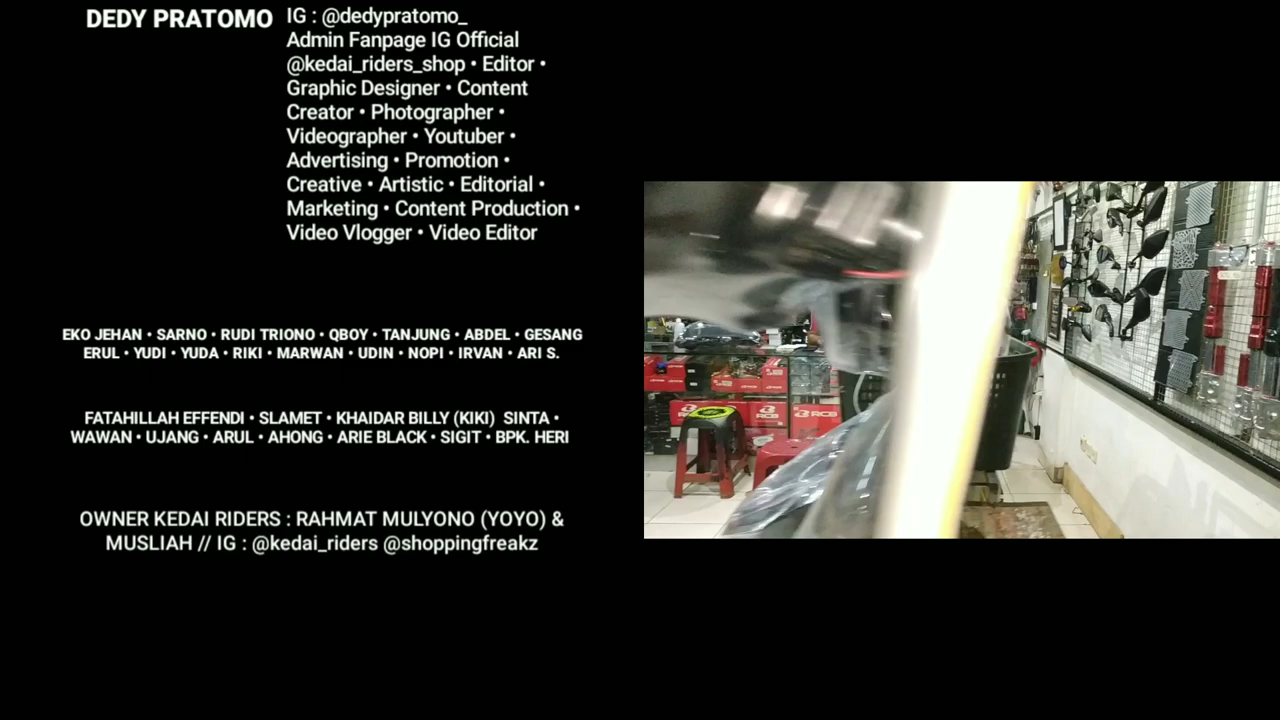 DEDY PRATOMO
IG : @dedypratomo_
Admin Fanpage IG Official
@kedai_riders_shop • Editor •
Graphic Designer • Content
Creator • Photographer •
Videographer • Youtuber •
Advertising • Promotion •
Creative • Artistic • Editorial •
Marketing • Content Production •
Video Vlogger • Video Editor
EKO JEHAN • SARNO • RUDI TRIONO • QBOY • TANJUNG • ABDEL • GESANG
ERUL • YUDI • YUDA • RIKI • MARWAN • UDIN • NOPI • IRVAN • ARI S.
FATAHILLAH EFFENDI • SLAMET • KHAIDAR BILLY (KIKI) SINTA •
WAWAN • UJANG • ARUL • AHONG • ARIE BLACK • SIGIT • BPK. HERI
OWNER KEDAI RIDERS : RAHMAT MULYONO (YOYO) &
MUSLIAH // IG : @kedai_riders @shoppingfreakz
RCB